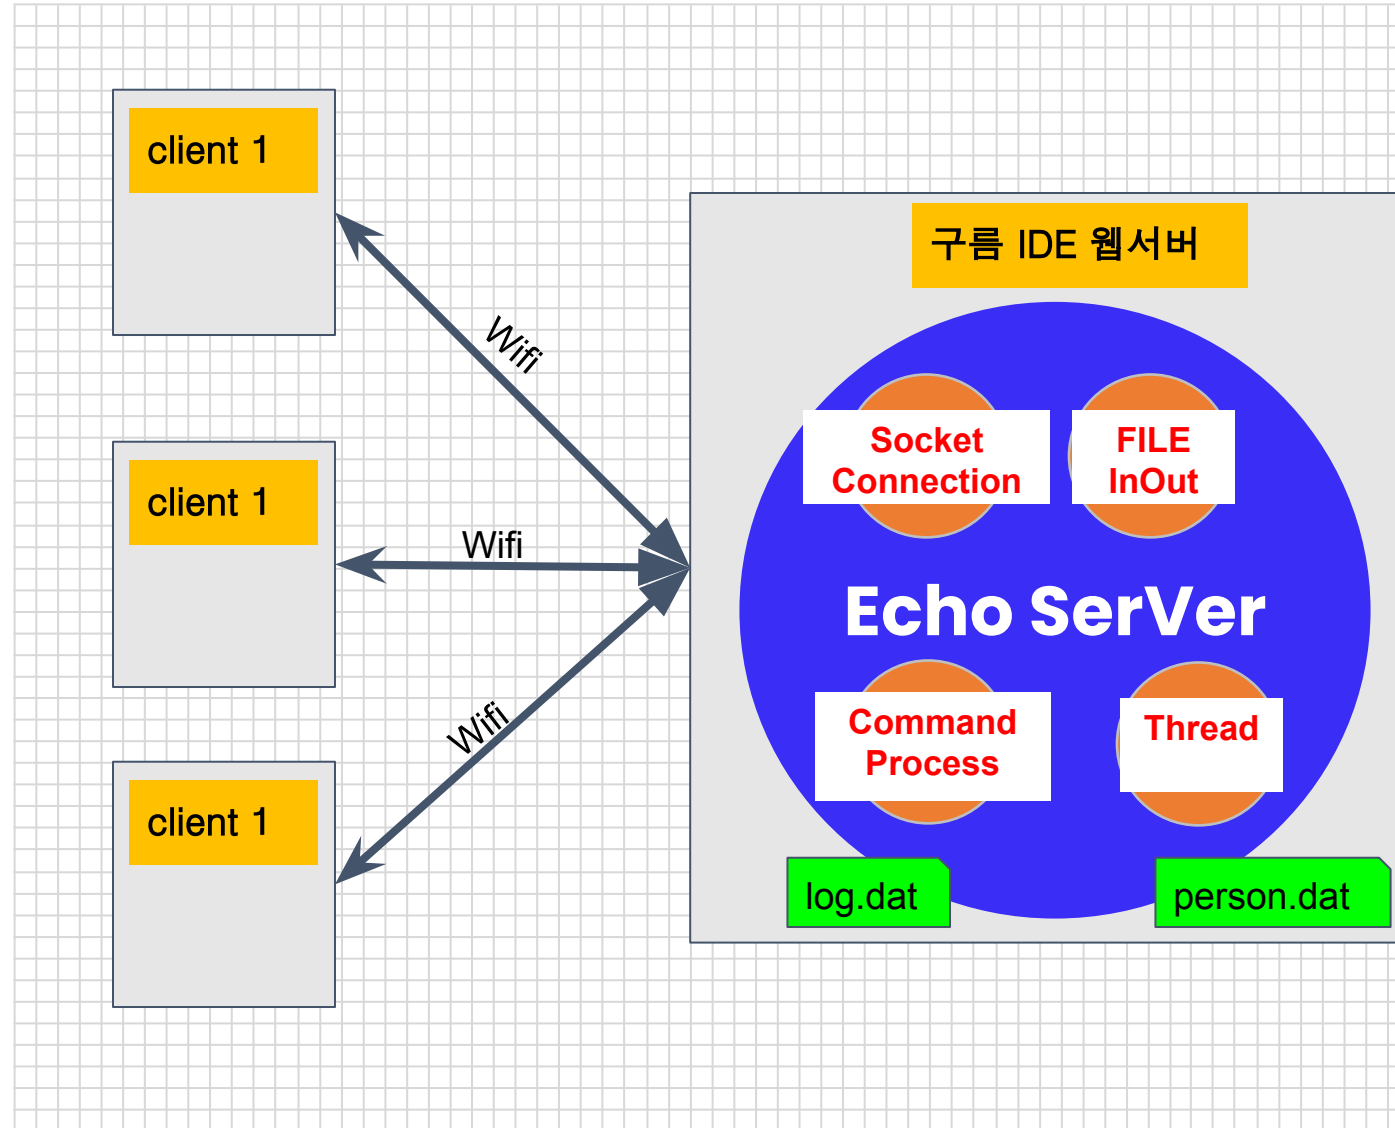 client 1
Wifi
client 1
Wifi
client 1
Wifi
구름 IDE 웹서버
Socket
Connection
FILE
InOut
Echo SerVer
Command
Process
Thread
log.dat
person.dat